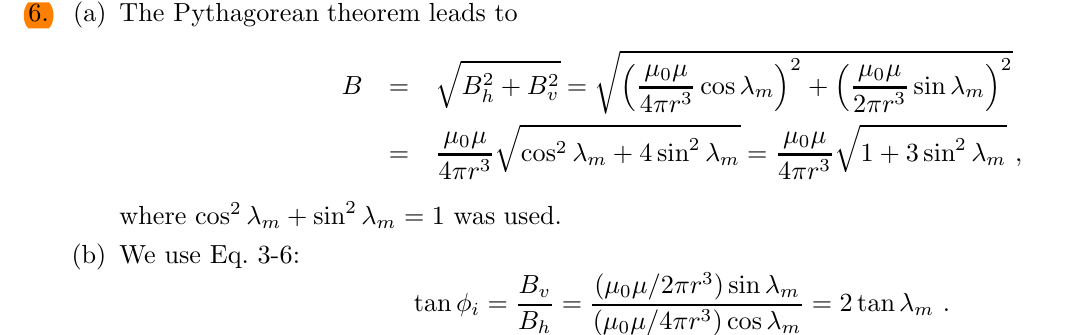 6. (a) The Pythagorean theorem leads to
B = √(B_h² + B_v²) = √((μ₀μ/4πr³ cos λ_m)² + (μ₀μ/2πr³ sin λ_m)²)
= μ₀μ/4πr³ √(cos² λ_m + 4 sin² λ_m) = μ₀μ/4πr³ √(1 + 3 sin² λ_m) ,
where cos² λ_m + sin² λ_m = 1 was used.
(b) We use Eq. 3-6:
tan ϕ_i = B_v/B_h = (μ₀μ/2πr³) sin λ_m / (μ₀μ/4πr³) cos λ_m = 2 tan λ_m .